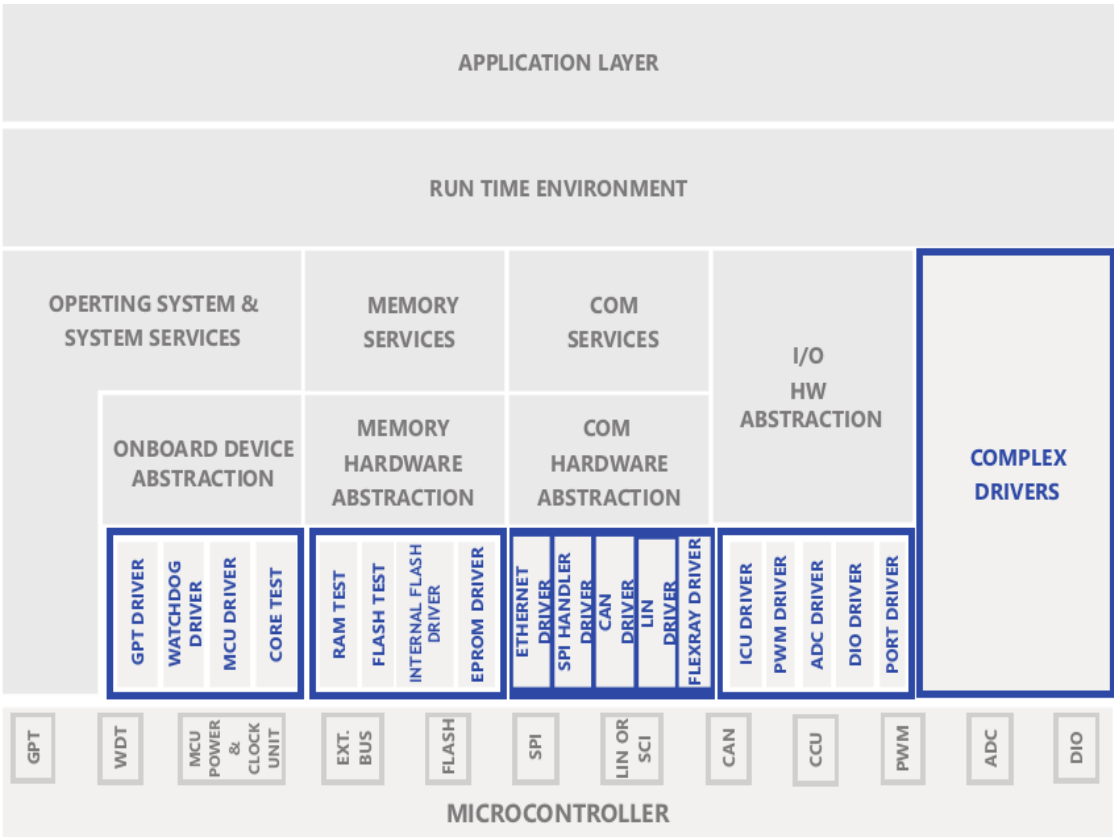 APPLICATION LAYER
RUN TIME ENVIRONMENT
OPERTING SYSTEM &
SYSTEM SERVICES
MEMORY
SERVICES
COM
SERVICES
I/O
HW
ABSTRACTION
COMPLEX
DRIVERS
ONBOARD DEVICE
ABSTRACTION
MEMORY
HARDWARE
ABSTRACTION
COM
HARDWARE
ABSTRACTION
GPT DRIVER
WATCHDOG
DRIVER
MCU DRIVER
CORE TEST
RAM TEST
FLASH TEST
INTERNAL FLASH
DRIVER
EPROM DRIVER
ETHERNET
DRIVER
SPI HANDLER
DRIVER
CAN
DRIVER
LIN
DRIVER
FLEXRAY DRIVER
ICU DRIVER
PWM DRIVER
ADC DRIVER
DIO DRIVER
PORT DRIVER
GPT
WDT
MCU
POWER
&
CLOCK
UNIT
EXT.
BUS
FLASH
SPI
LIN OR
SCI
CAN
CCU
PWM
ADC
DIO
MICROCONTROLLER